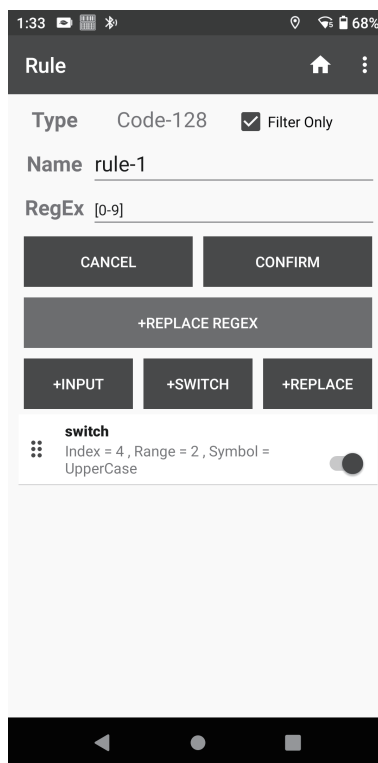 1:33 68%
Rule
Type Code-128 Filter Only
Name rule-1
RegEx [0-9]
CANCEL CONFIRM
+REPLACE REGEX
+INPUT +SWITCH +REPLACE
switch
Index = 4 , Range = 2 , Symbol =
UpperCase